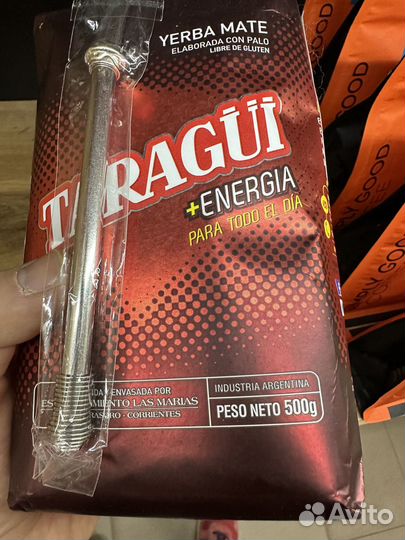 YERBA MATE
ELABORADA CON PALO
LIBRE DE GLUTEN
TARAGÜI
+ENERGIA
PARA TODO EL DÍA
ENVASADA POR
LAS MARIAS
CORRIENTES
INDUSTRIA ARGENTINA
PESO NETO 500g
GOOD
ONLY GOOD
Avito